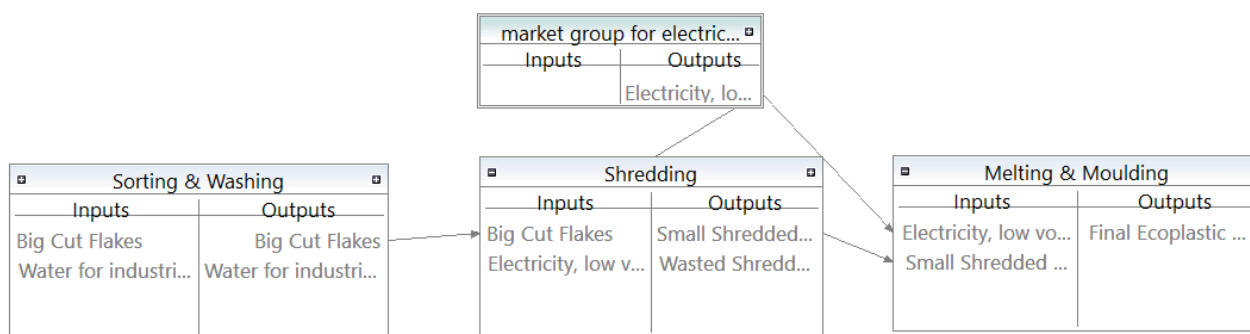 market group for electric...
Inputs Outputs
Electricity, lo...
Sorting & Washing
Inputs Outputs
Big Cut Flakes Big Cut Flakes
Water for industri... Water for industri...
Shredding
Inputs Outputs
Big Cut Flakes Small Shredded...
Electricity, low v... Wasted Shredd...
Melting & Moulding
Inputs Outputs
Electricity, low vo... Final Ecoplastic ...
Small Shredded ...